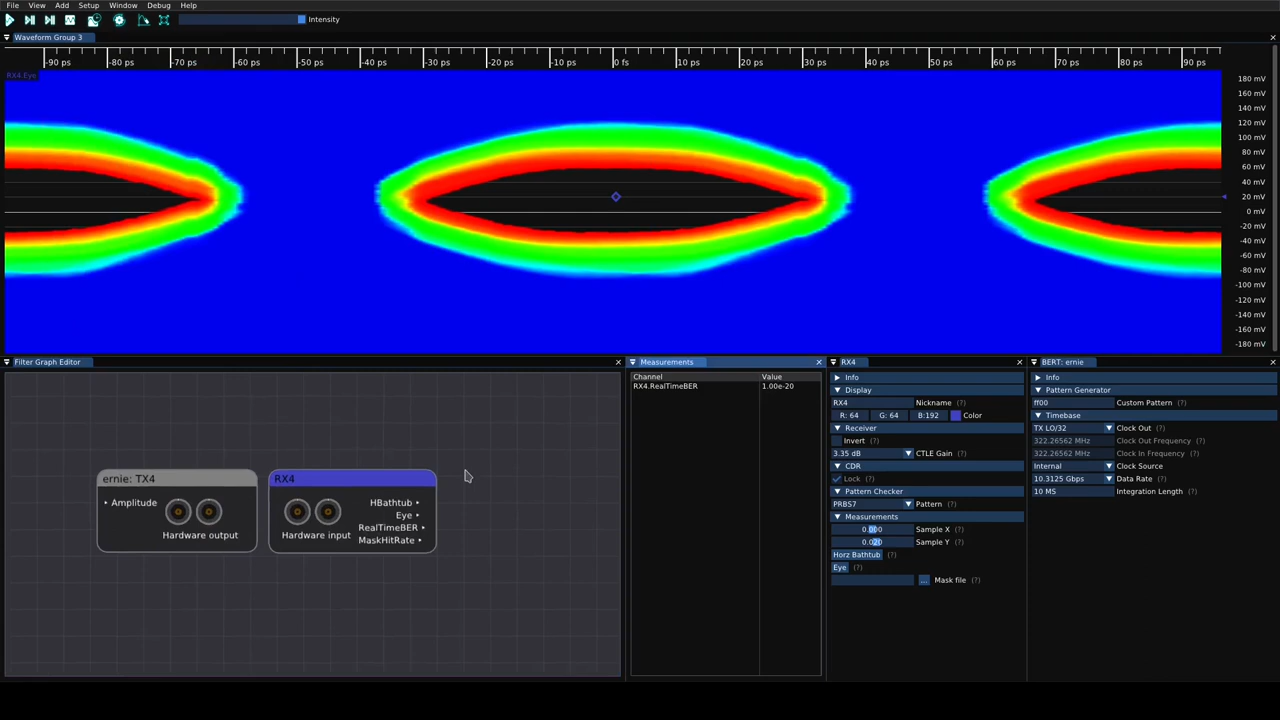 File View Add Setup Window Debug Help
Intensity
Waveform Group 3
-90 ps -80 ps -70 ps -60 ps -50 ps -40 ps -30 ps -20 ps -10 ps 0 fs 10 ps 20 ps 30 ps 40 ps 50 ps 60 ps 70 ps 80 ps 90 ps
RX4.Eye
180 mV
160 mV
140 mV
120 mV
100 mV
80 mV
60 mV
40 mV
20 mV
0 mV
-20 mV
-40 mV
-60 mV
-80 mV
-100 mV
-120 mV
-140 mV
-160 mV
-180 mV
Filter Graph Editor
ernie: TX4
Amplitude
Hardware output
RX4
HBathtub
Eye
RealTimeBER
MaskHitRate
Hardware input
Measurements
Channel Value
RX4.RealTimeBER 1.00e-20
RX4
Info
Display
RX4 Nickname (?)
R: 64 G: 64 B:192 Color
Receiver
Invert (?)
3.35 dB CTLE Gain (?)
CDR
Lock (?)
Pattern Checker
PRBS7 Pattern (?)
Measurements
0.000 Sample X (?)
0.020 Sample Y (?)
Horz Bathtub (?)
Eye (?)
... Mask file (?)
BERT: ernie
Info
Pattern Generator
ff00 Custom Pattern (?)
Timebase
TX LO/32 Clock Out (?)
322.26562 MHz Clock Out Frequency (?)
322.26562 MHz Clock In Frequency (?)
Internal Clock Source (?)
10.3125 Gbps Data Rate (?)
10 MS Integration Length (?)